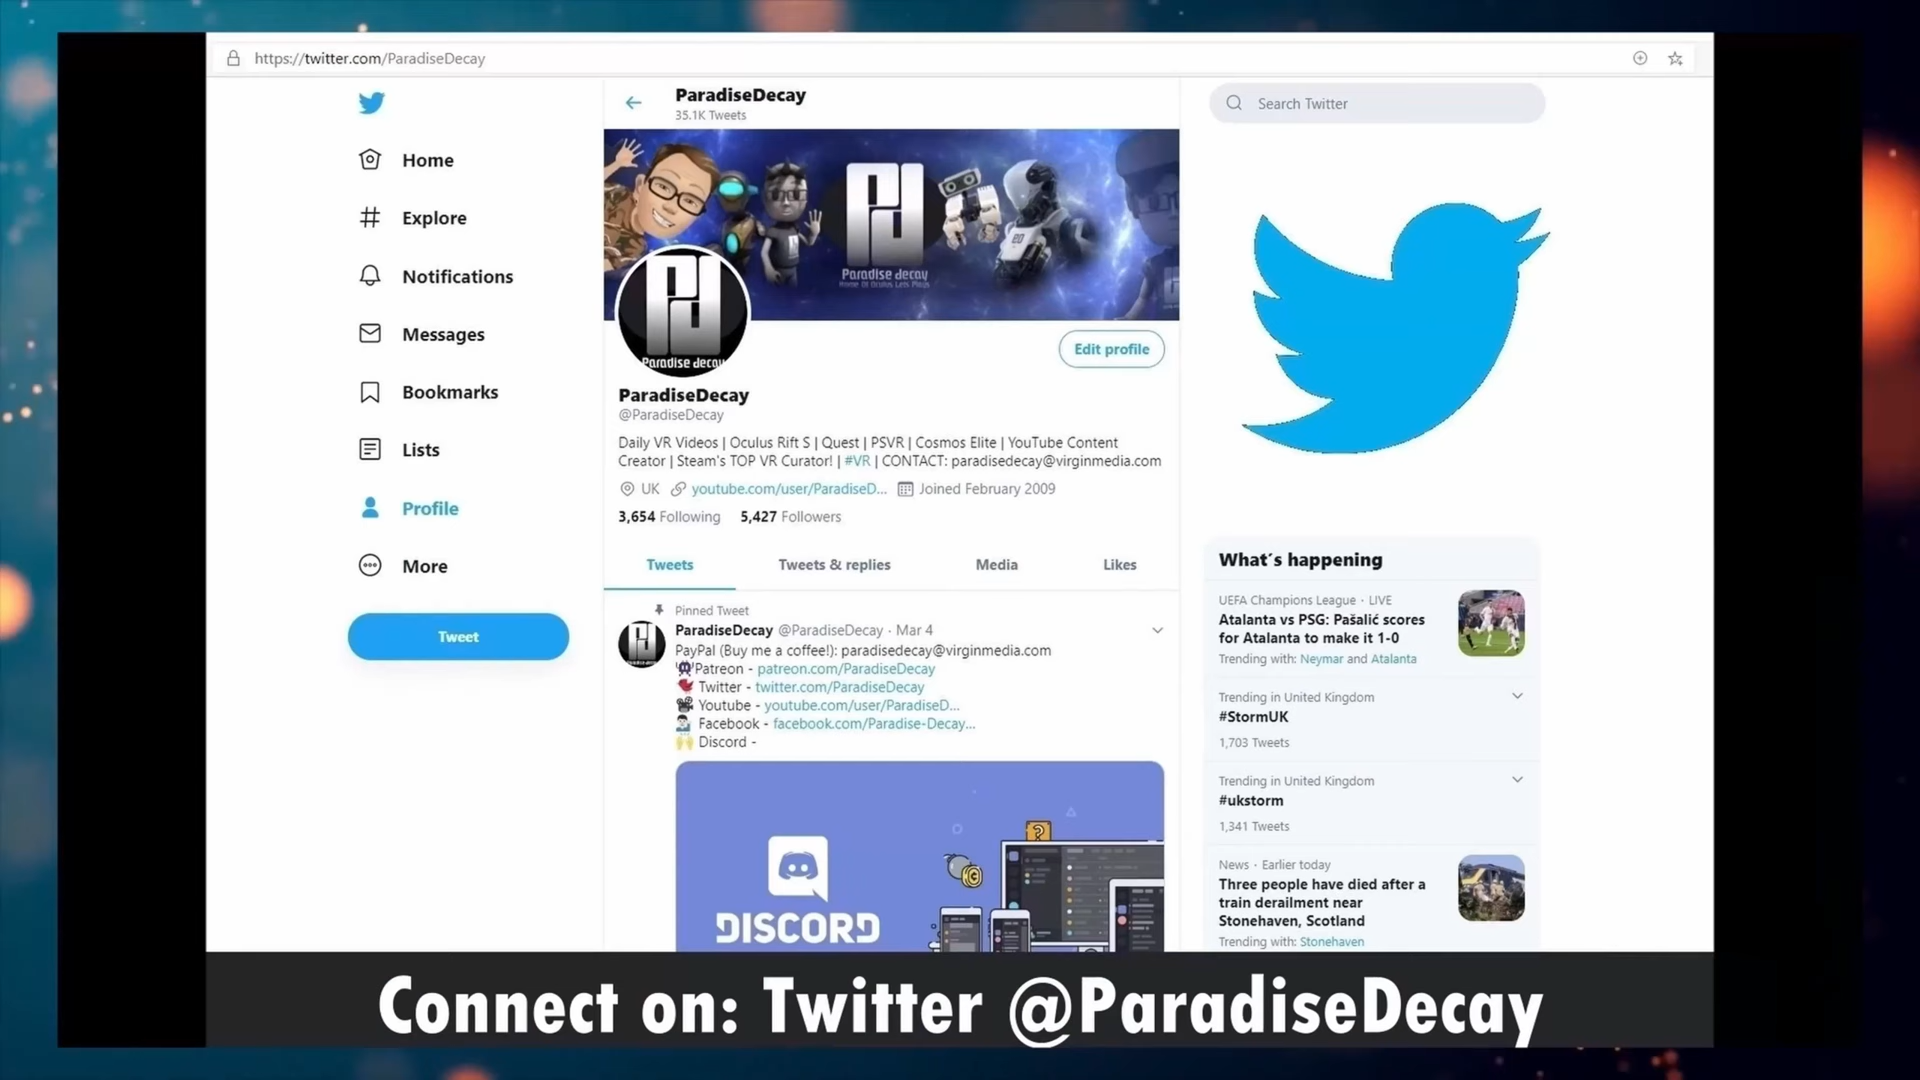 https://twitter.com/ParadiseDecay
Home
Explore
Notifications
Messages
Bookmarks
Lists
Profile
More
Tweet
ParadiseDecay
35.1K Tweets
Paradise decay
Home Of Oculus Lets Plays
Paradise decay
Edit profile
ParadiseDecay
@ParadiseDecay
Daily VR Videos | Oculus Rift S | Quest | PSVR | Cosmos Elite | YouTube Content
Creator | Steam's TOP VR Curator! | #VR | CONTACT: paradisedecay@virginmedia.com
UK youtube.com/user/ParadiseD... Joined February 2009
3,654 Following 5,427 Followers
Tweets Tweets & replies Media Likes
Pinned Tweet
ParadiseDecay @ParadiseDecay · Mar 4
PayPal (Buy me a coffee!): paradisedecay@virginmedia.com
Patreon - patreon.com/ParadiseDecay
Twitter - twitter.com/ParadiseDecay
Youtube - youtube.com/user/ParadiseD...
Facebook - facebook.com/Paradise-Decay...
Discord -
DISCORD
Search Twitter
What's happening
UEFA Champions League · LIVE
Atalanta vs PSG: Pašalić scores
for Atalanta to make it 1-0
Trending with: Neymar and Atalanta
Trending in United Kingdom
#StormUK
1,703 Tweets
Trending in United Kingdom
#ukstorm
1,341 Tweets
News · Earlier today
Three people have died after a
train derailment near
Stonehaven, Scotland
Trending with: Stonehaven
Connect on: Twitter @ParadiseDecay